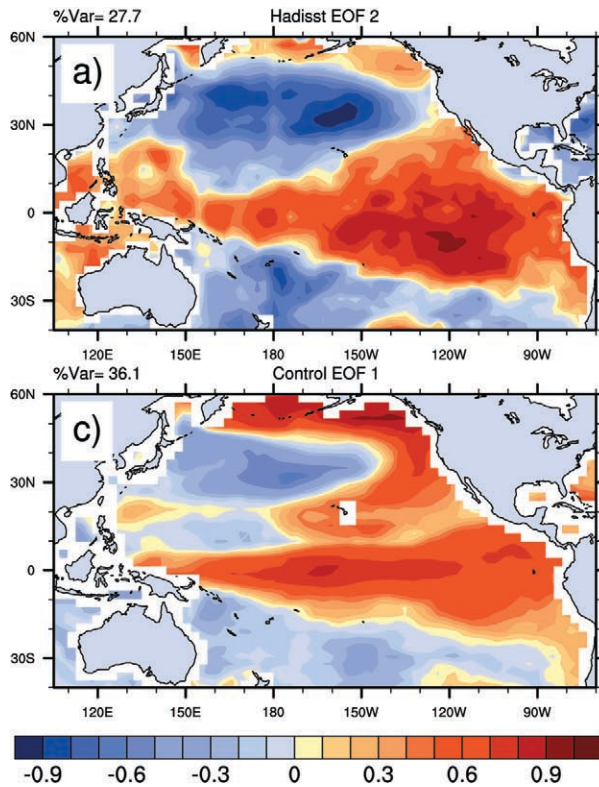 %Var= 27.7 Hadisst EOF 2
60N
a)
30N
0
30S
120E 150E 180 150W 120W 90W
%Var= 36.1 Control EOF 1
60N
c)
30N
0
30S
120E 150E 180 150W 120W 90W
-0.9 -0.6 -0.3 0 0.3 0.6 0.9